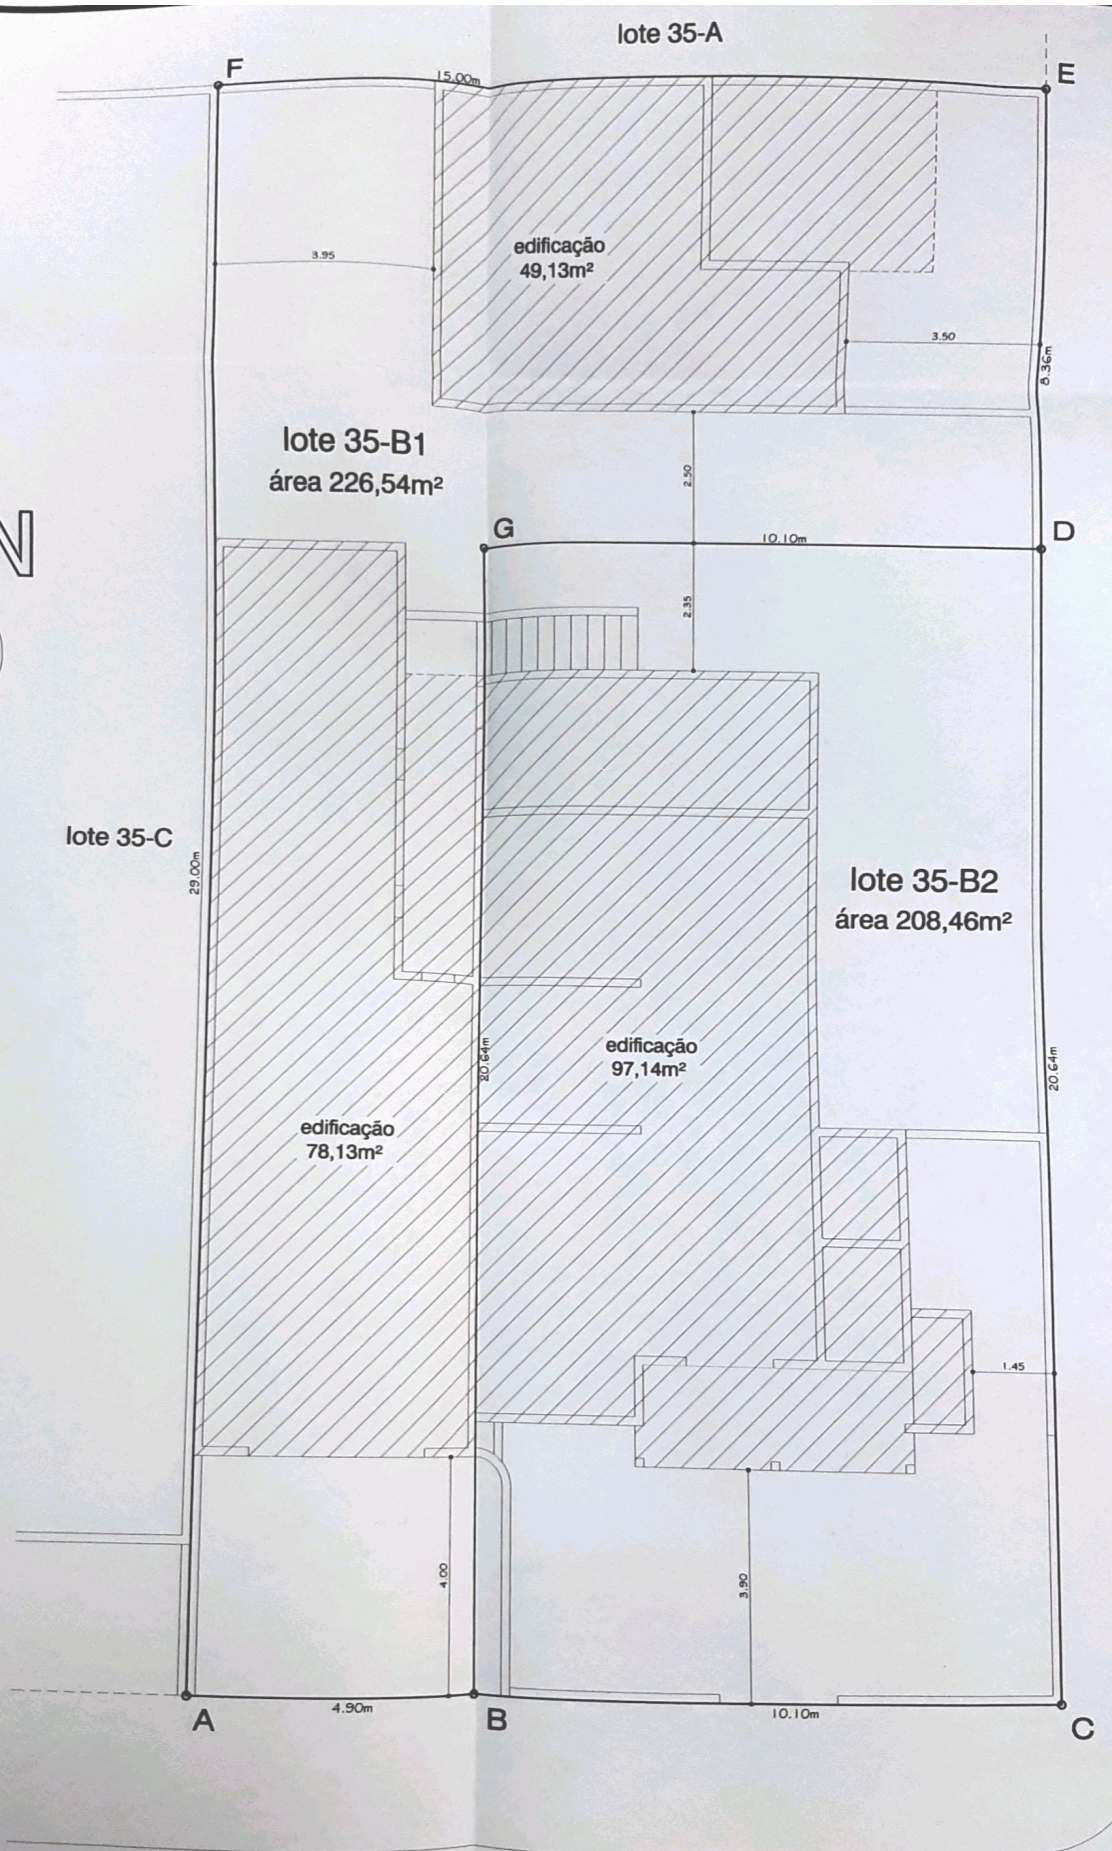 lote 35-A
F
15.00m
E
edificação
49,13m²
3.95
3.50
8.36m
lote 35-B1
área 226,54m²
2.50
N
G
10.10m
D
2.35
lote 35-C
29.00m
lote 35-B2
área 208,46m²
20.64m
edificação
97,14m²
20.64m
edificação
78,13m²
1.45
4.00
3.90
A
4.90m
B
10.10m
C